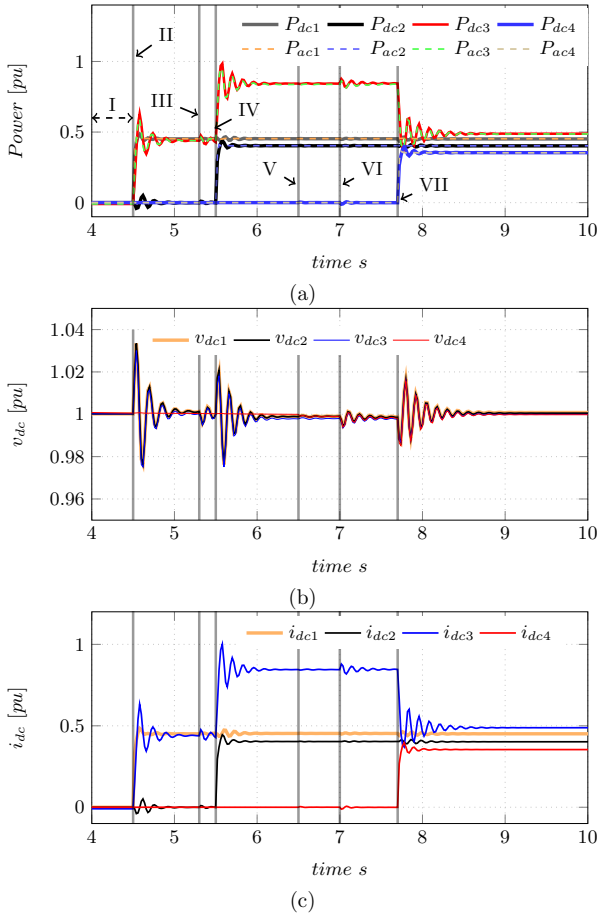 P_dc1 P_dc2 P_dc3 P_dc4
P_ac1 P_ac2 P_ac3 P_ac4
II
I
III
IV
V
VI
VII
Power [pu]
1
0.5
0
4 5 6 7 8 9 10
time s
(a)
v_dc1 v_dc2 v_dc3 v_dc4
v_dc [pu]
1.04
1.02
1
0.98
0.96
4 5 6 7 8 9 10
time s
(b)
i_dc1 i_dc2 i_dc3 i_dc4
i_dc [pu]
1
0.5
0
4 5 6 7 8 9 10
time s
(c)